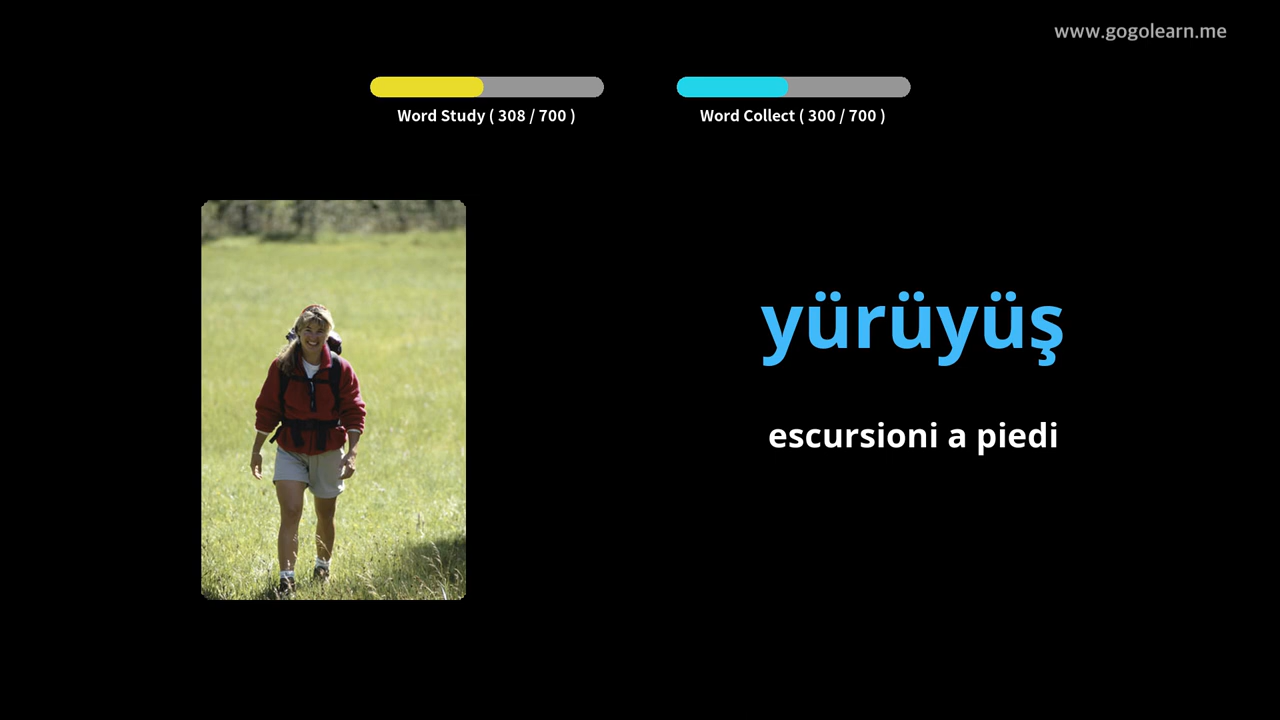 www.gogolearn.me
Word Study ( 308 / 700 )
Word Collect ( 300 / 700 )
yürüyüş
escursioni a piedi